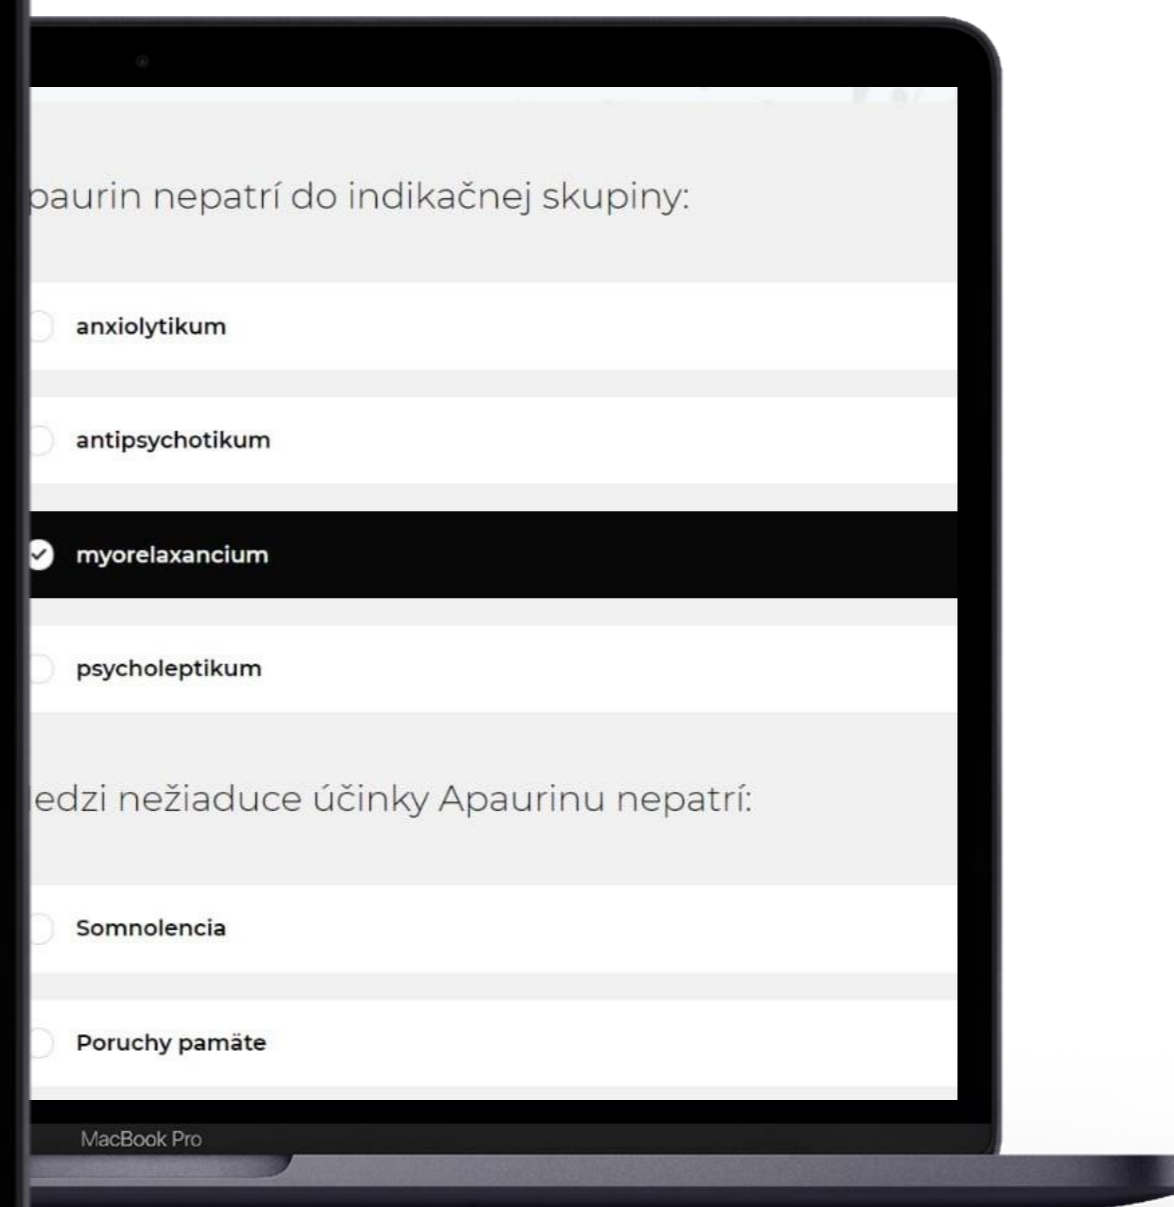 paurin nepatrí do indikačnej skupiny:
anxiolytikum
antipsychotikum
myorelaxancium
psycholeptikum
edzi nežiaduce účinky Apaurinu nepatrí:
Somnolencia
Poruchy pamäte
MacBook Pro